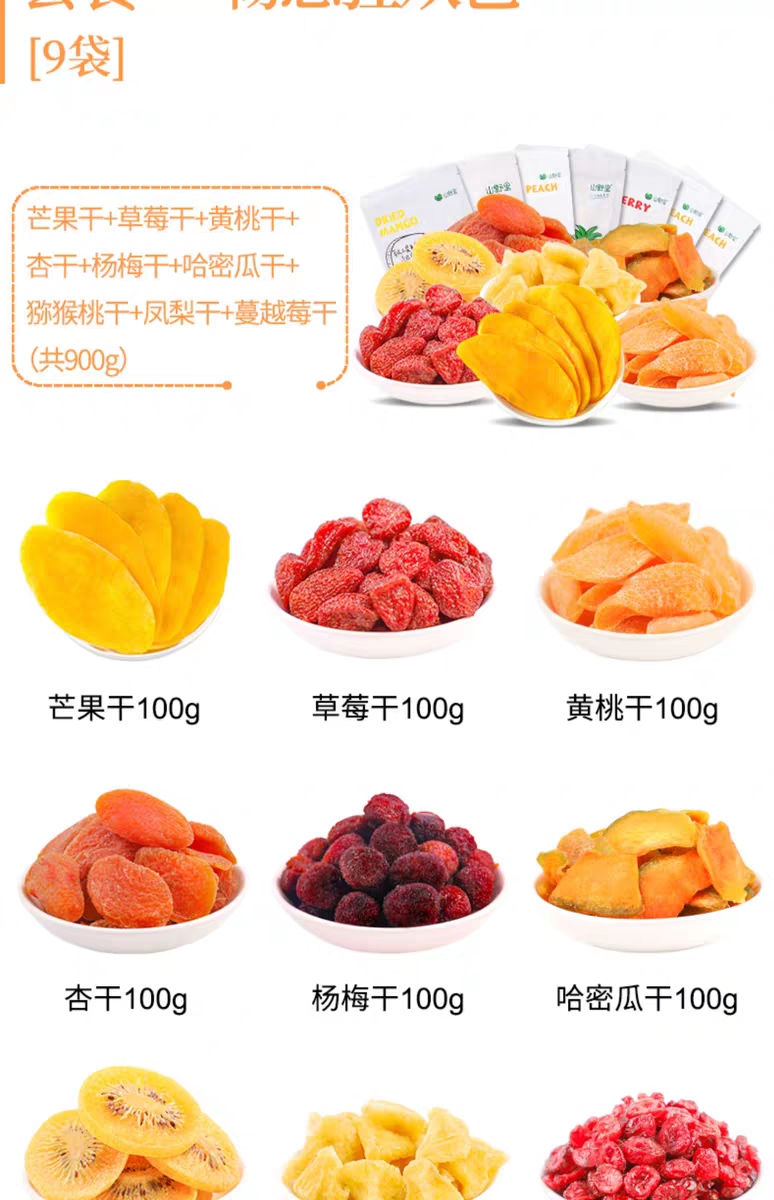 [9袋]
芒果干+草莓干+黄桃干+
杏干+杨梅干+哈密瓜干+
猕猴桃干+凤梨干+蔓越莓干
(共900g)
DRIED
MANGO
PEACH
ERRY
EACH
EACH
芒果干100g
草莓干100g
黄桃干100g
杏干100g
杨梅干100g
哈密瓜干100g